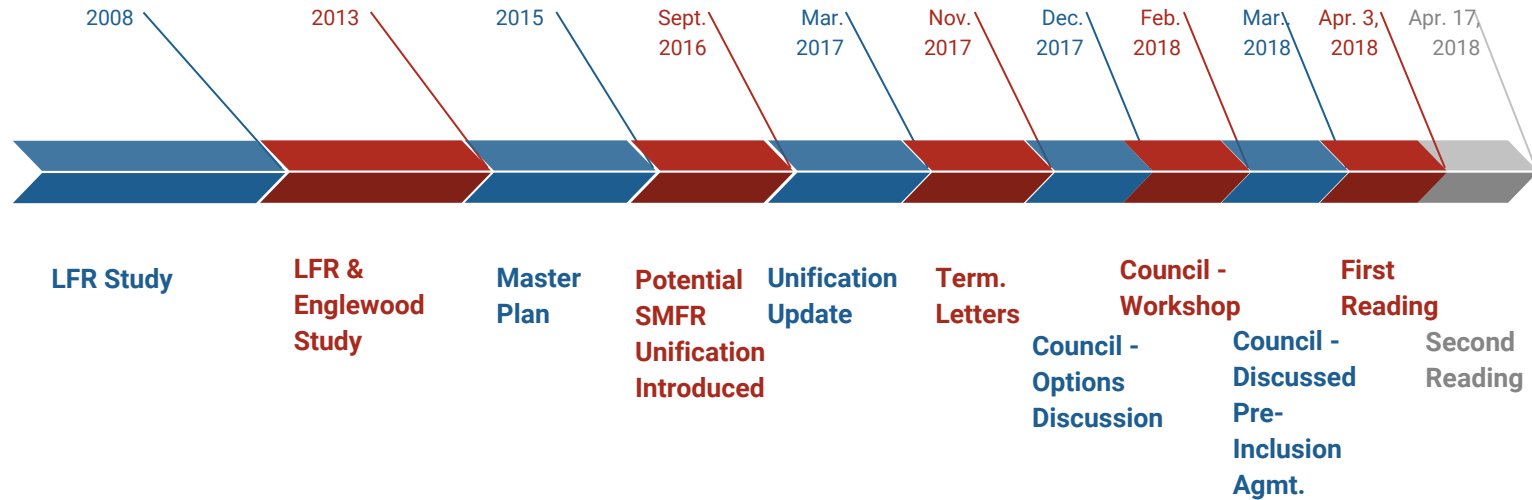 2008
2013
2015
Sept.
2016
Mar.
2017
Nov.
2017
Dec.
2017
Feb.
2018
Mar.
2018
Apr. 3,
2018
Apr. 17,
2018
LFR Study
LFR &
Englewood
Study
Master
Plan
Potential
SMFR
Unification
Introduced
Unification
Update
Term.
Letters
Council -
Options
Discussion
Council -
Workshop
Council -
Discussed
Pre-
Inclusion
Agmt.
First
Reading
Second
Reading